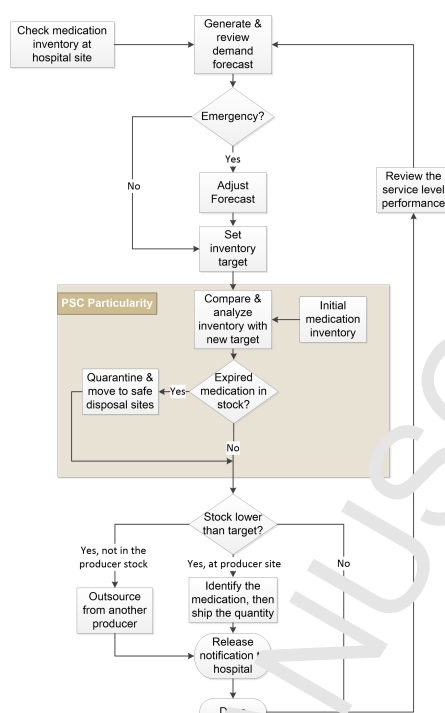 Check medication
inventory at
hospital site
Generate &
review
demand
forecast
Emergency?
Yes
No
Adjust
Forecast
Review the
service level
performance
Set
inventory
target
PSC Particularity
Compare &
analyze
inventory with
new target
Initial
medication
inventory
Quarantine &
move to safe
disposal sites
Yes
Expired
medication in
stock?
No
Stock lower
than target?
Yes, not in the
producer stock
Yes, at producer site
No
Outsource
from another
producer
Identify the
medication, then
ship the quantity
Release
notification
hospital